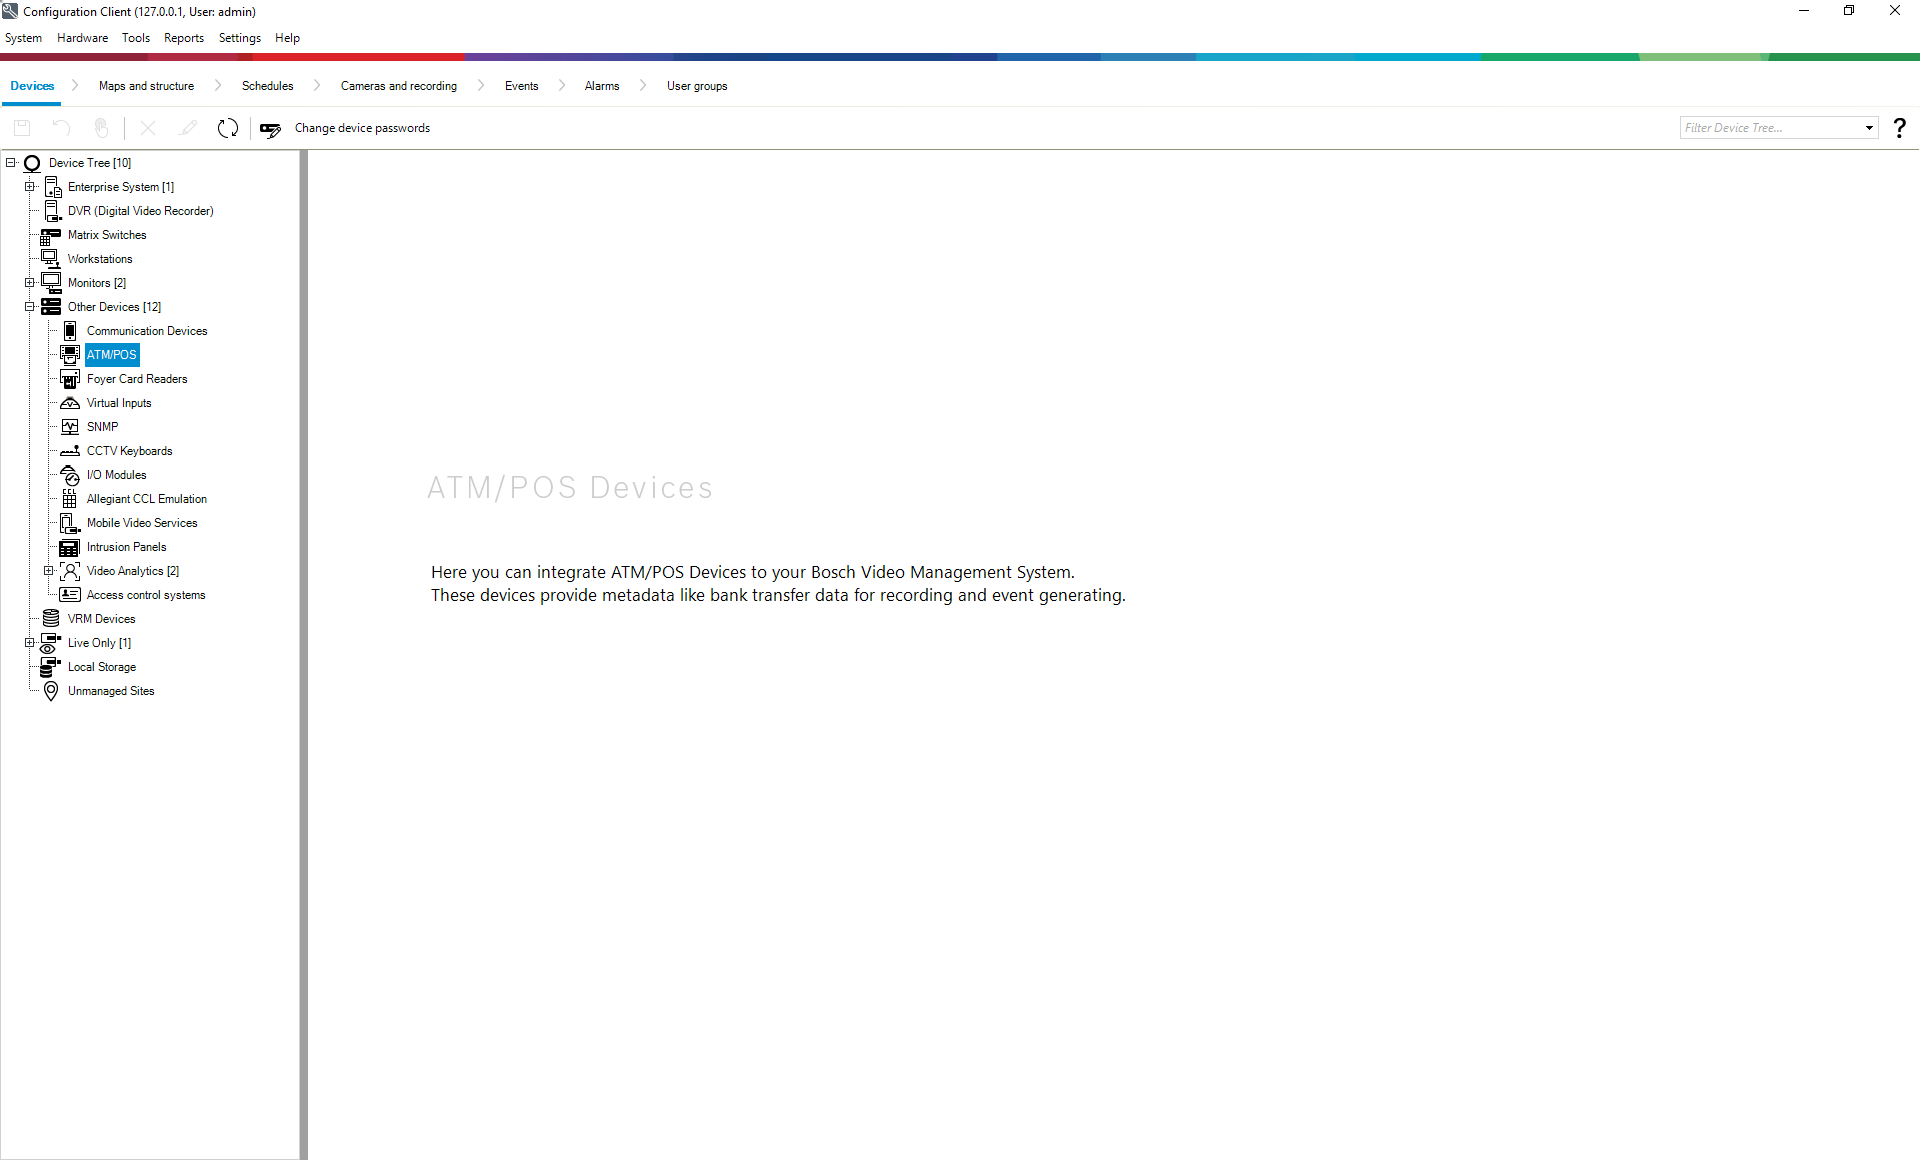 Configuration Client (127.0.0.1, User: admin)
System Hardware Tools Reports Settings Help
Devices Maps and structure Schedules Cameras and recording Events Alarms User groups
Change device passwords Filter Device Tree... ?
Device Tree [10]
Enterprise System [1]
DVR (Digital Video Recorder)
Matrix Switches
Workstations
Monitors [2]
Other Devices [12]
Communication Devices
ATM/POS
Foyer Card Readers
Virtual Inputs
SNMP
CCTV Keyboards
I/O Modules
Allegiant CCL Emulation
Mobile Video Services
Intrusion Panels
Video Analytics [2]
Access control systems
VRM Devices
Live Only [1]
Local Storage
Unmanaged Sites
ATM/POS Devices
Here you can integrate ATM/POS Devices to your Bosch Video Management System.
These devices provide metadata like bank transfer data for recording and event generating.